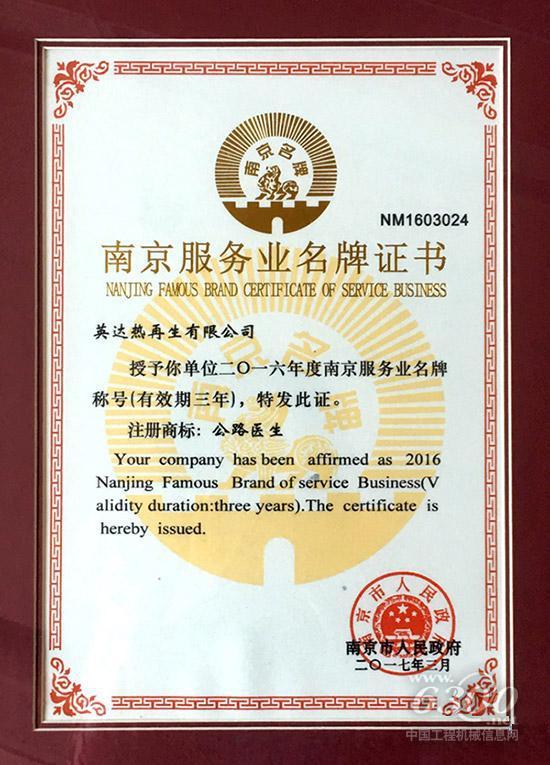 南京名牌
NM1603024
南京服务业名牌证书
NANJING FAMOUS BRAND CERTIFICATE OF SERVICE BUSINESS
英达热再生有限公司
授予你单位二〇一六年度南京服务业名牌
称号(有效期三年)，特发此证。
注册商标：公路医生
Your company has been affirmed as 2016
Nanjing Famous Brand of service Business(V
alidity duration:three years).The certificate is
hereby issued.
南京市人民政府
南京市人民政府
二〇一七年三月
www.
6300
.net
中国工程机械信息网